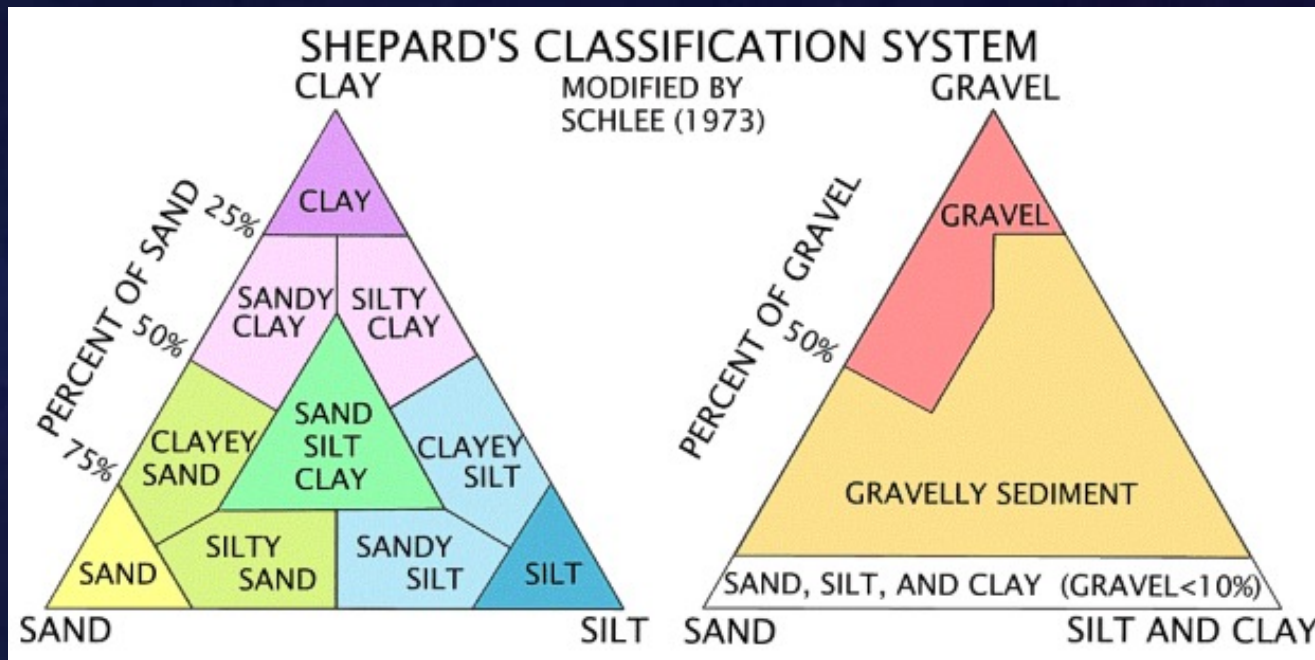 SHEPARD'S CLASSIFICATION SYSTEM
MODIFIED BY
SCHLEE (1973)
CLAY
PERCENT OF SAND
25%
50%
75%
CLAY
SANDY
CLAY
SILTY
CLAY
SAND
SILT
CLAY
CLAYEY
SAND
CLAYEY
SILT
SAND
SILTY
SAND
SANDY
SILT
SILT
SAND
SILT
GRAVEL
PERCENT OF GRAVEL
50%
GRAVEL
GRAVELLY SEDIMENT
SAND, SILT, AND CLAY (GRAVEL<10%)
SAND
SILT AND CLAY